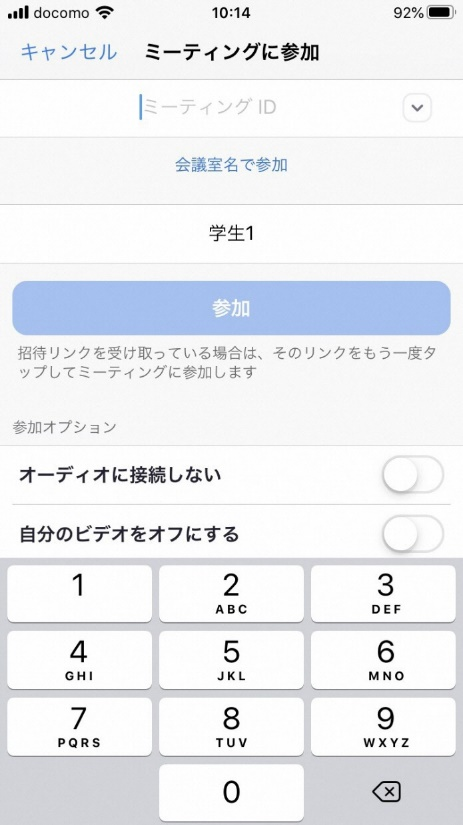 docomo 10:14 92%
キャンセル ミーティングに参加
ミーティング ID
会議室名で参加
学生1
参加
招待リンクを受け取っている場合は、そのリンクをもう一度タ
ップしてミーティングに参加します
参加オプション
オーディオに接続しない
自分のビデオをオフにする
1 2 3
ABC DEF
4 5 6
GHI JKL MNO
7 8 9
PQRS TUV WXYZ
0